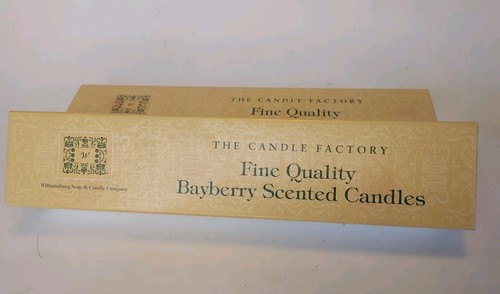 THE CANDLE FACTORY
Fine Quality
W
Williamsburg Soap & Candle Company
THE CANDLE FACTORY
Fine Quality
Bayberry Scented Candles